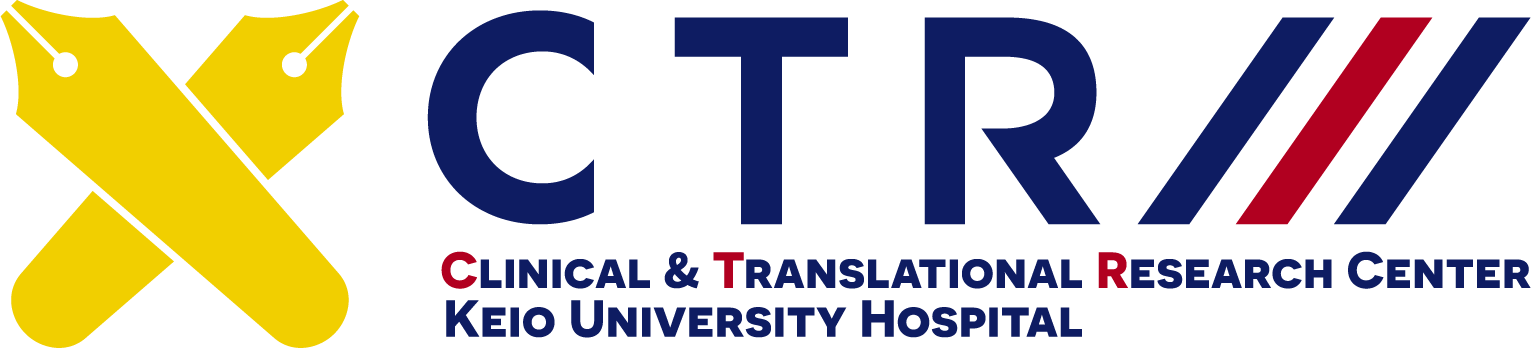 CTR
CLINICAL & TRANSLATIONAL RESEARCH CENTER
KEIO UNIVERSITY HOSPITAL